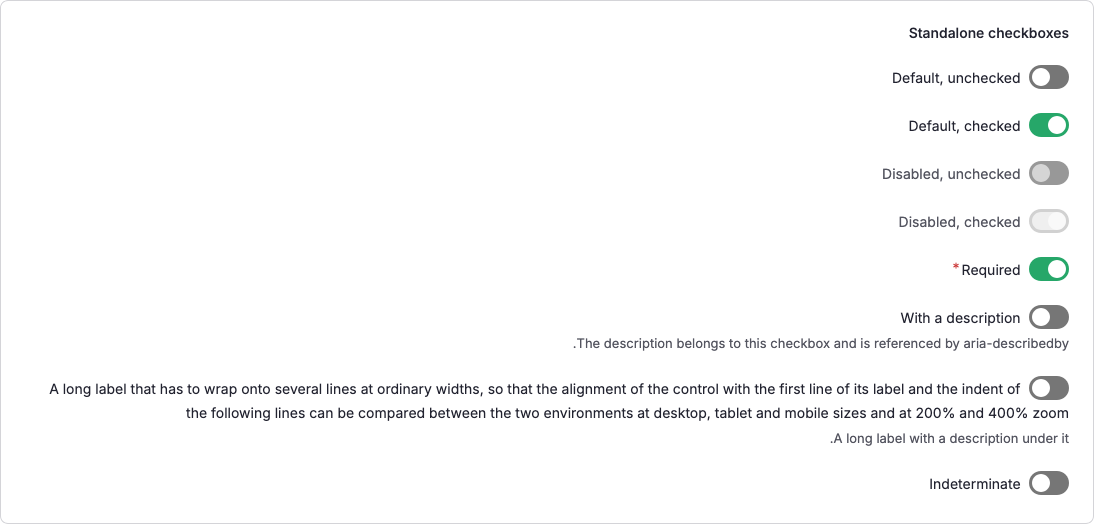 Standalone checkboxes
Default, unchecked
Default, checked
Disabled, unchecked
Disabled, checked
*Required
With a description
.The description belongs to this checkbox and is referenced by aria-describedby
A long label that has to wrap onto several lines at ordinary widths, so that the alignment of the control with the first line of its label and the indent of
the following lines can be compared between the two environments at desktop, tablet and mobile sizes and at 200% and 400% zoom
.A long label with a description under it
Indeterminate